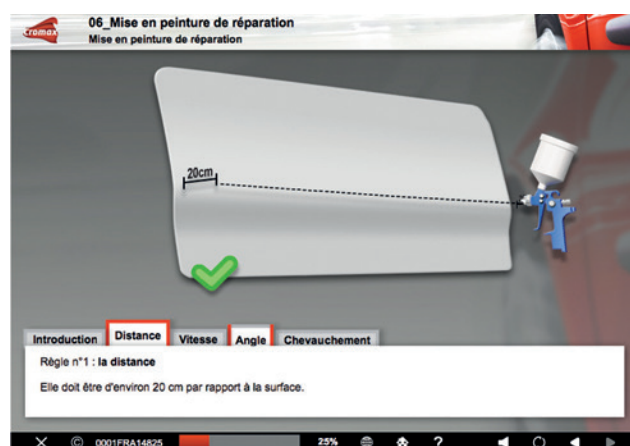 Cromax
06_Mise en peinture de réparation
Mise en peinture de réparation
20cm
Introduction Distance Vitesse Angle Chevauchement
Règle n°1 : la distance
Elle doit être d'environ 20 cm par rapport à la surface.
0001FRA14825 25% ?